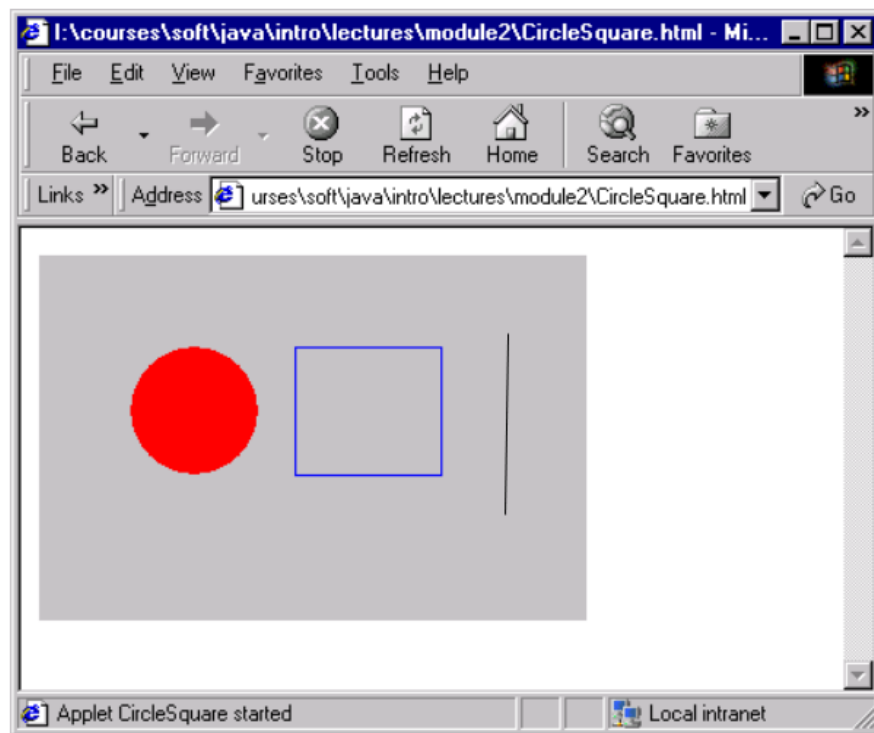 I:\courses\soft\java\intro\lectures\module2\CircleSquare.html - Mi...
File Edit View Favorites Tools Help
Back Forward Stop Refresh Home Search Favorites »
Links » Address urses\soft\java\intro\lectures\module2\CircleSquare.html Go
Applet CircleSquare started Local intranet